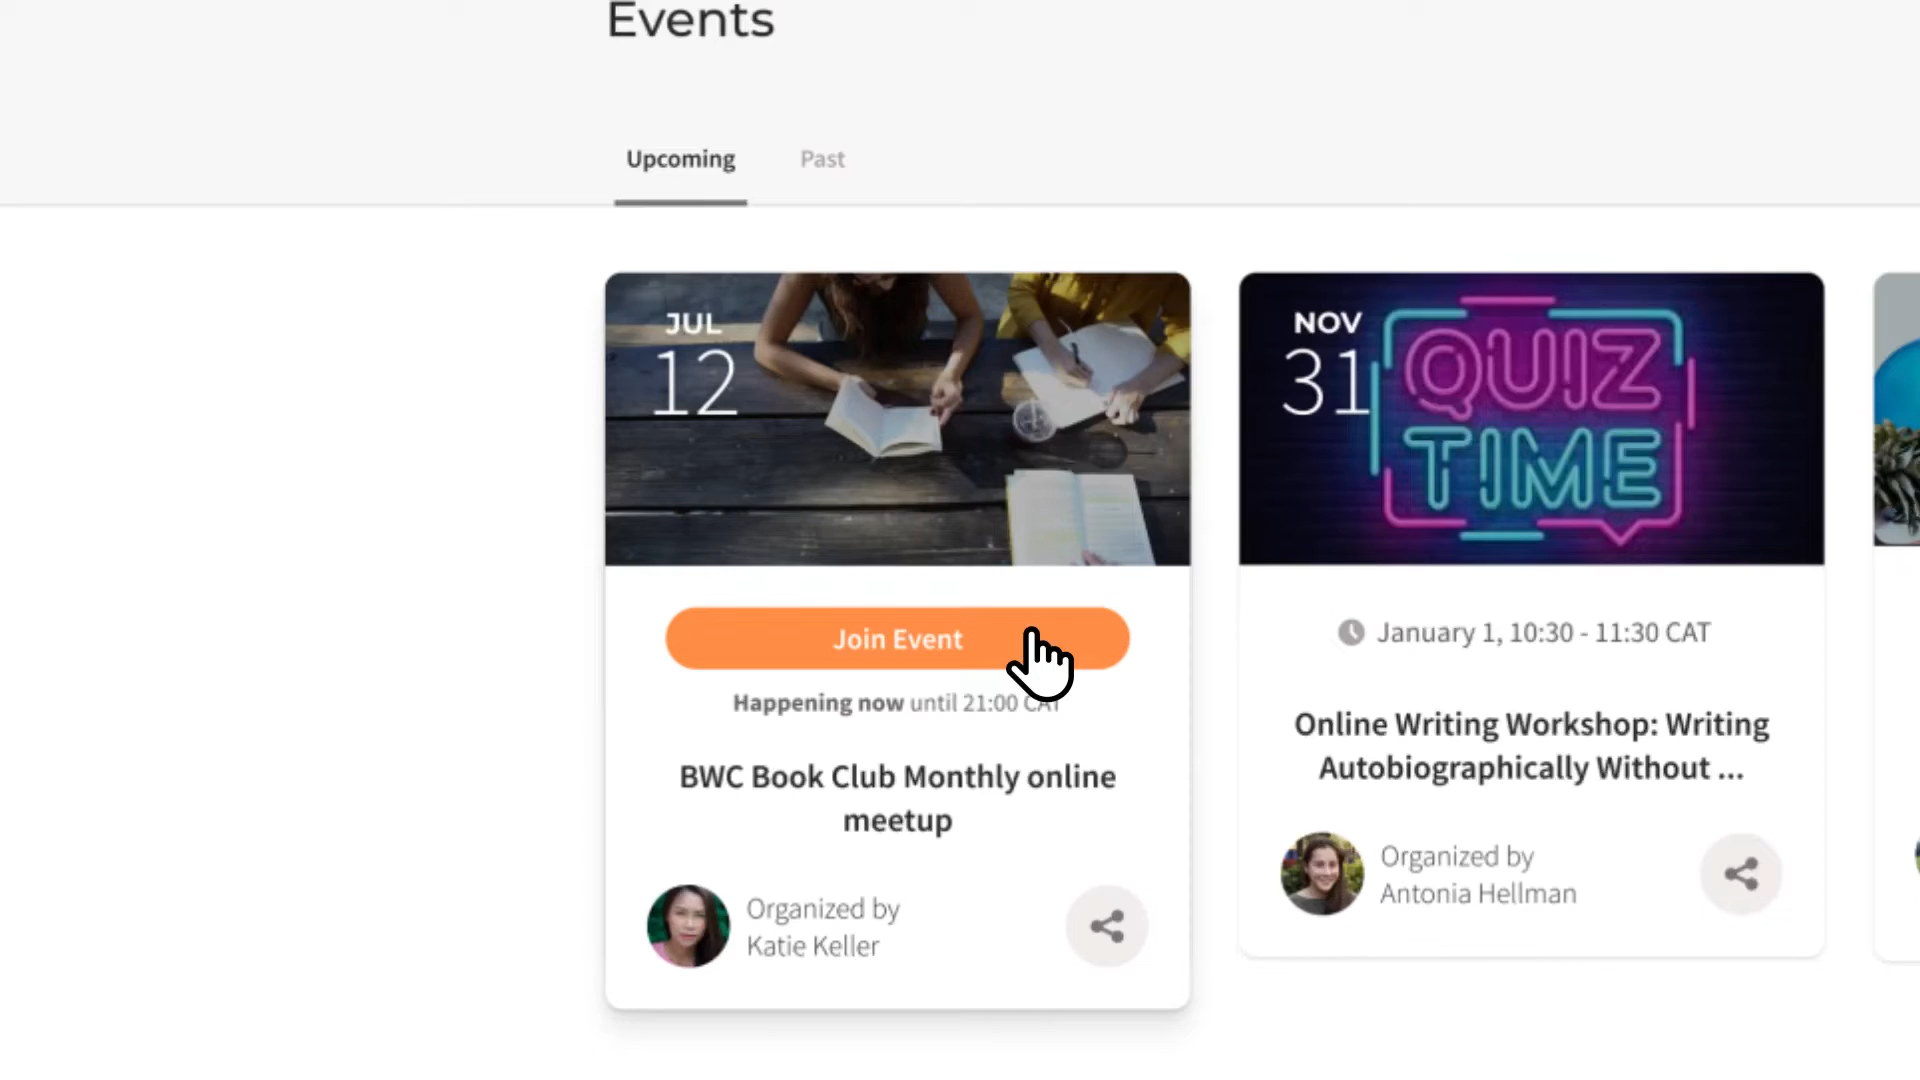 Events
Upcoming
Past
JUL
12
Join Event
Happening now until 21:00 CAT
BWC Book Club Monthly online
meetup
Organized by
Katie Keller
NOV
31
QUIZ
TIME
January 1, 10:30 - 11:30 CAT
Online Writing Workshop: Writing
Autobiographically Without ...
Organized by
Antonia Hellman